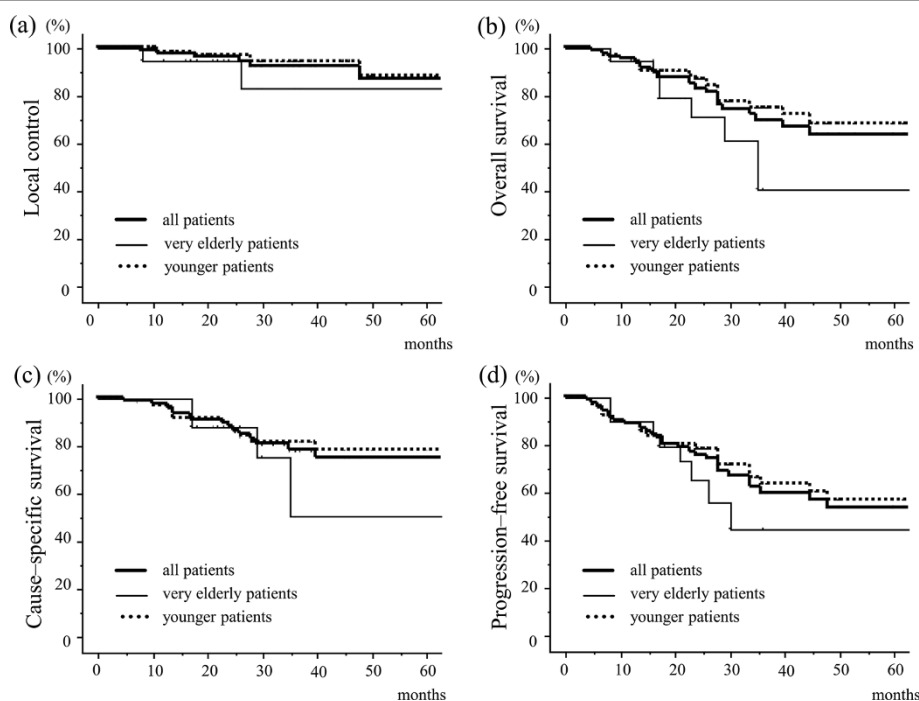 (a) (%)
100
80
60
40
20
0
Local control
all patients
very elderly patients
younger patients
0 10 20 30 40 50 60
months
(b) (%)
100
80
60
40
20
0
Overall survival
all patients
very elderly patients
younger patients
0 10 20 30 40 50 60
months
(c) (%)
100
80
60
40
20
0
Cause–specific survival
all patients
very elderly patients
younger patients
0 10 20 30 40 50 60
months
(d) (%)
100
80
60
40
20
0
Progression–free survival
all patients
very elderly patients
younger patients
0 10 20 30 40 50 60
months